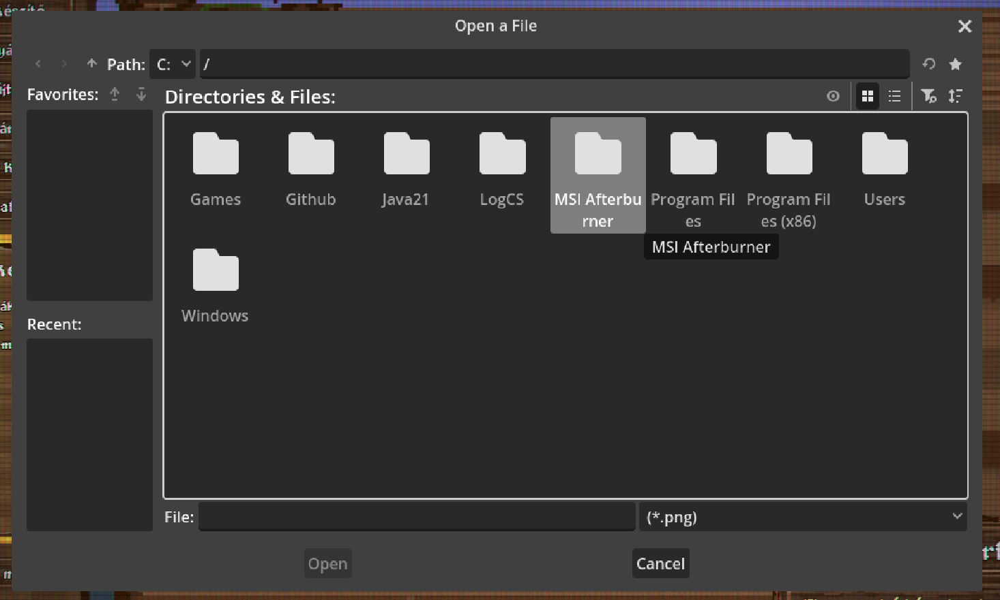 Open a File
Path: C: /
Favorites:
Directories & Files:
Games
Github
Java21
LogCS
MSI Afterbu
rner
Program Fil
es
Program Fil
es (x86)
Users
MSI Afterburner
Windows
Recent:
File:
(*.png)
Open
Cancel